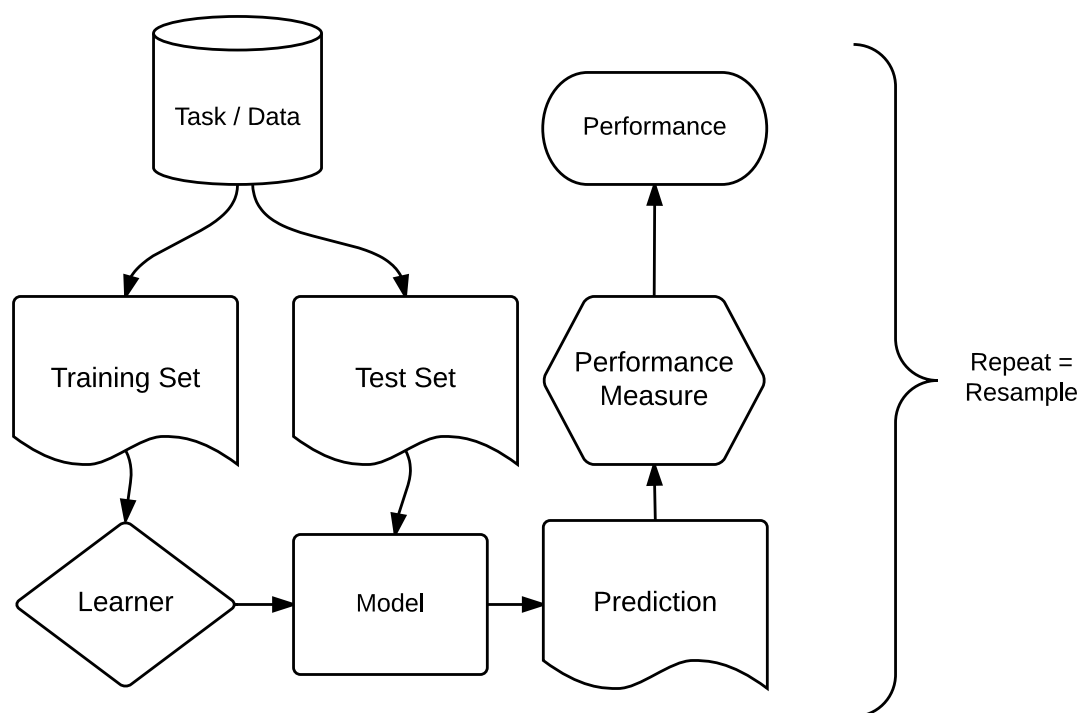 Task / Data
Performance
Training Set
Test Set
Performance
Measure
Repeat =
Resample
Learner
Model
Prediction